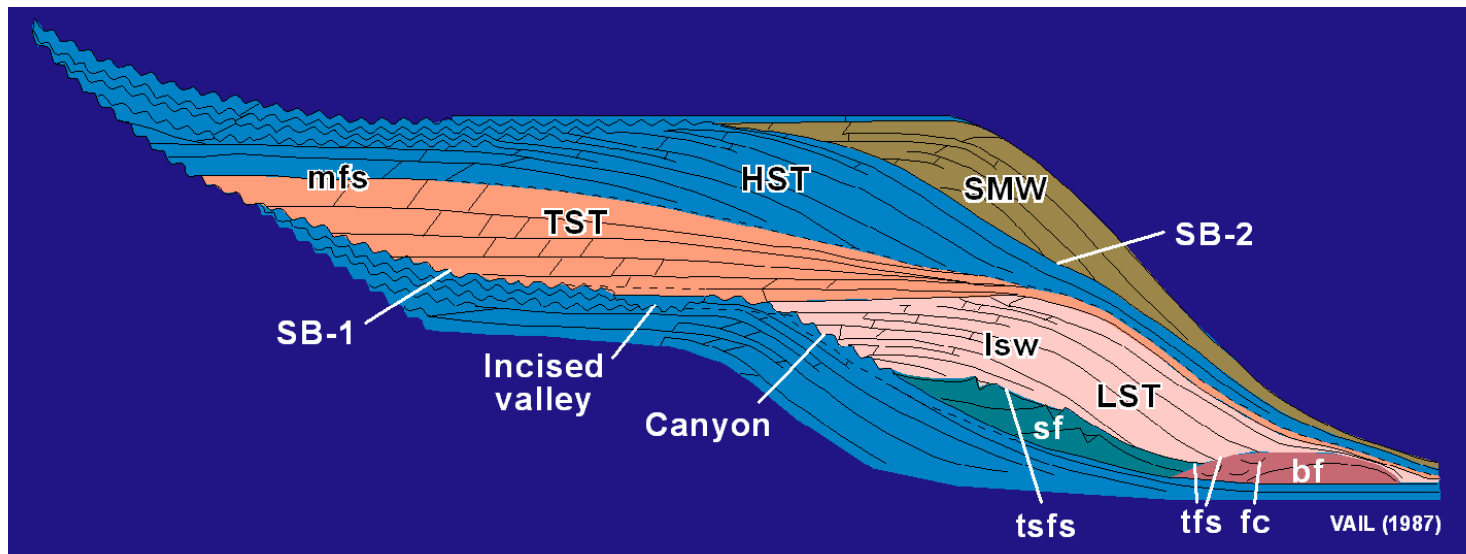 mfs
HST
SMW
TST
SB-2
SB-1
Incised
valley
lsw
Canyon
LST
sf
bf
tsfs
tfs
fc
VAIL (1987)